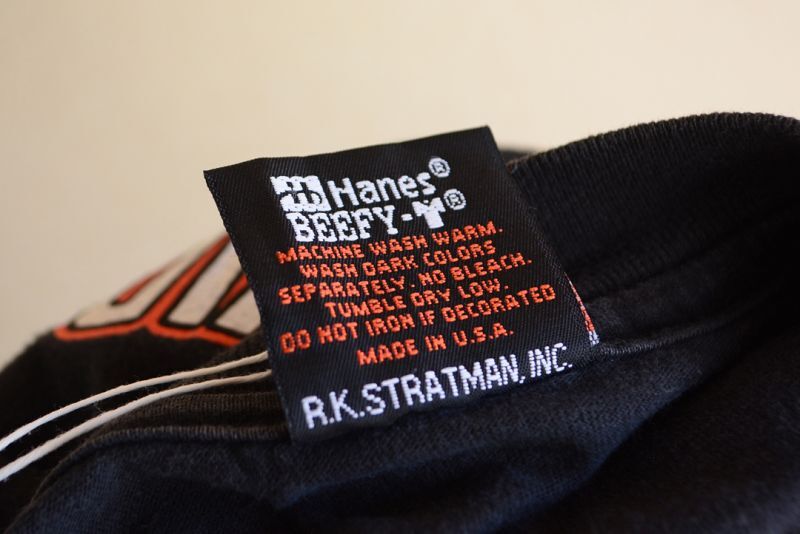 Hanes®
BEEFY-T®
MACHINE WASH WARM.
WASH DARK COLORS
SEPARATELY. NO BLEACH.
TUMBLE DRY LOW.
DO NOT IRON IF DECORATED
MADE IN U.S.A.
R.K.STRATMAN, INC.